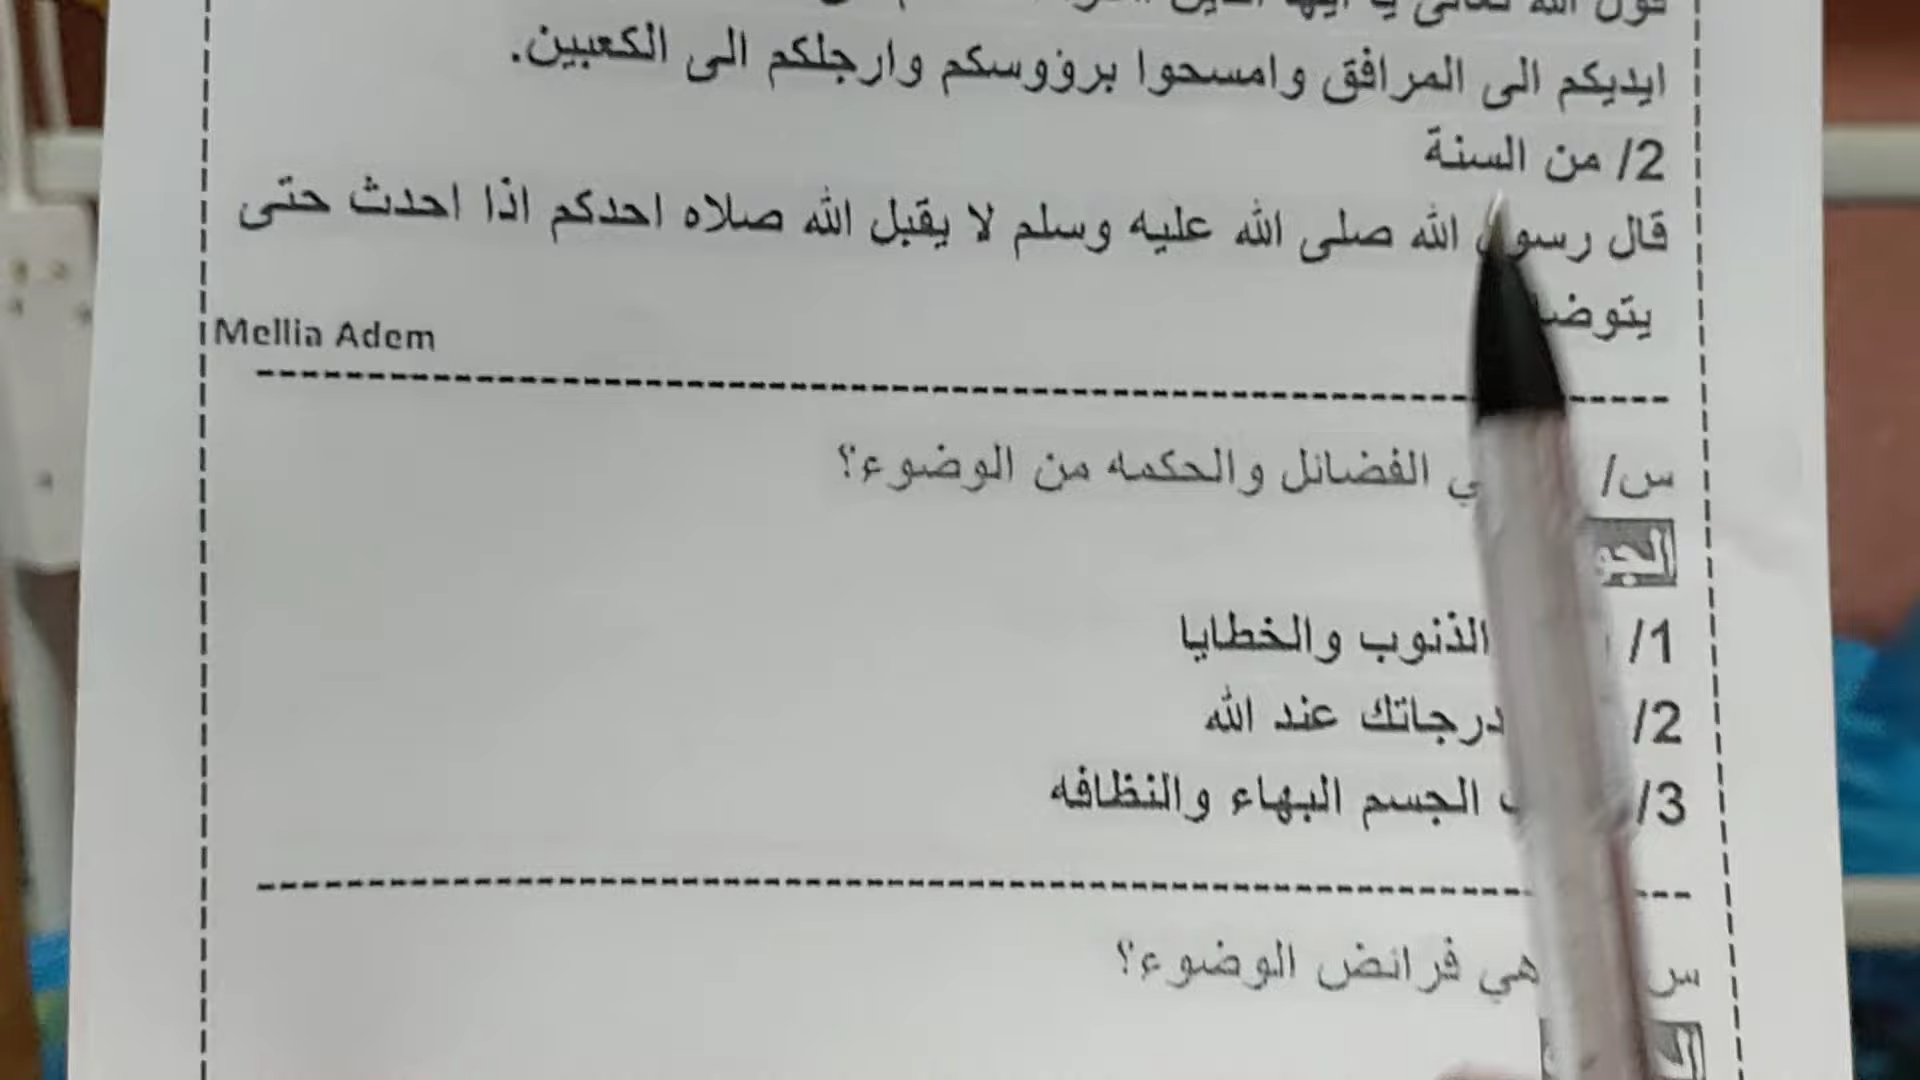 ايديكم الى المرافق وامسحوا برؤوسكم وارجلكم الى الكعبين.
2/ من السنة
قال رسول الله صلى الله عليه وسلم لا يقبل الله صلاه احدكم اذا احدث حتى
Mellia Adem
س/ الفضائل والحكمه من الوضوء؟
1/ الذنوب والخطايا
2/ درجاتك عند الله
3/ الجسم البهاء والنظافه
س هي فرائض الوضوء؟